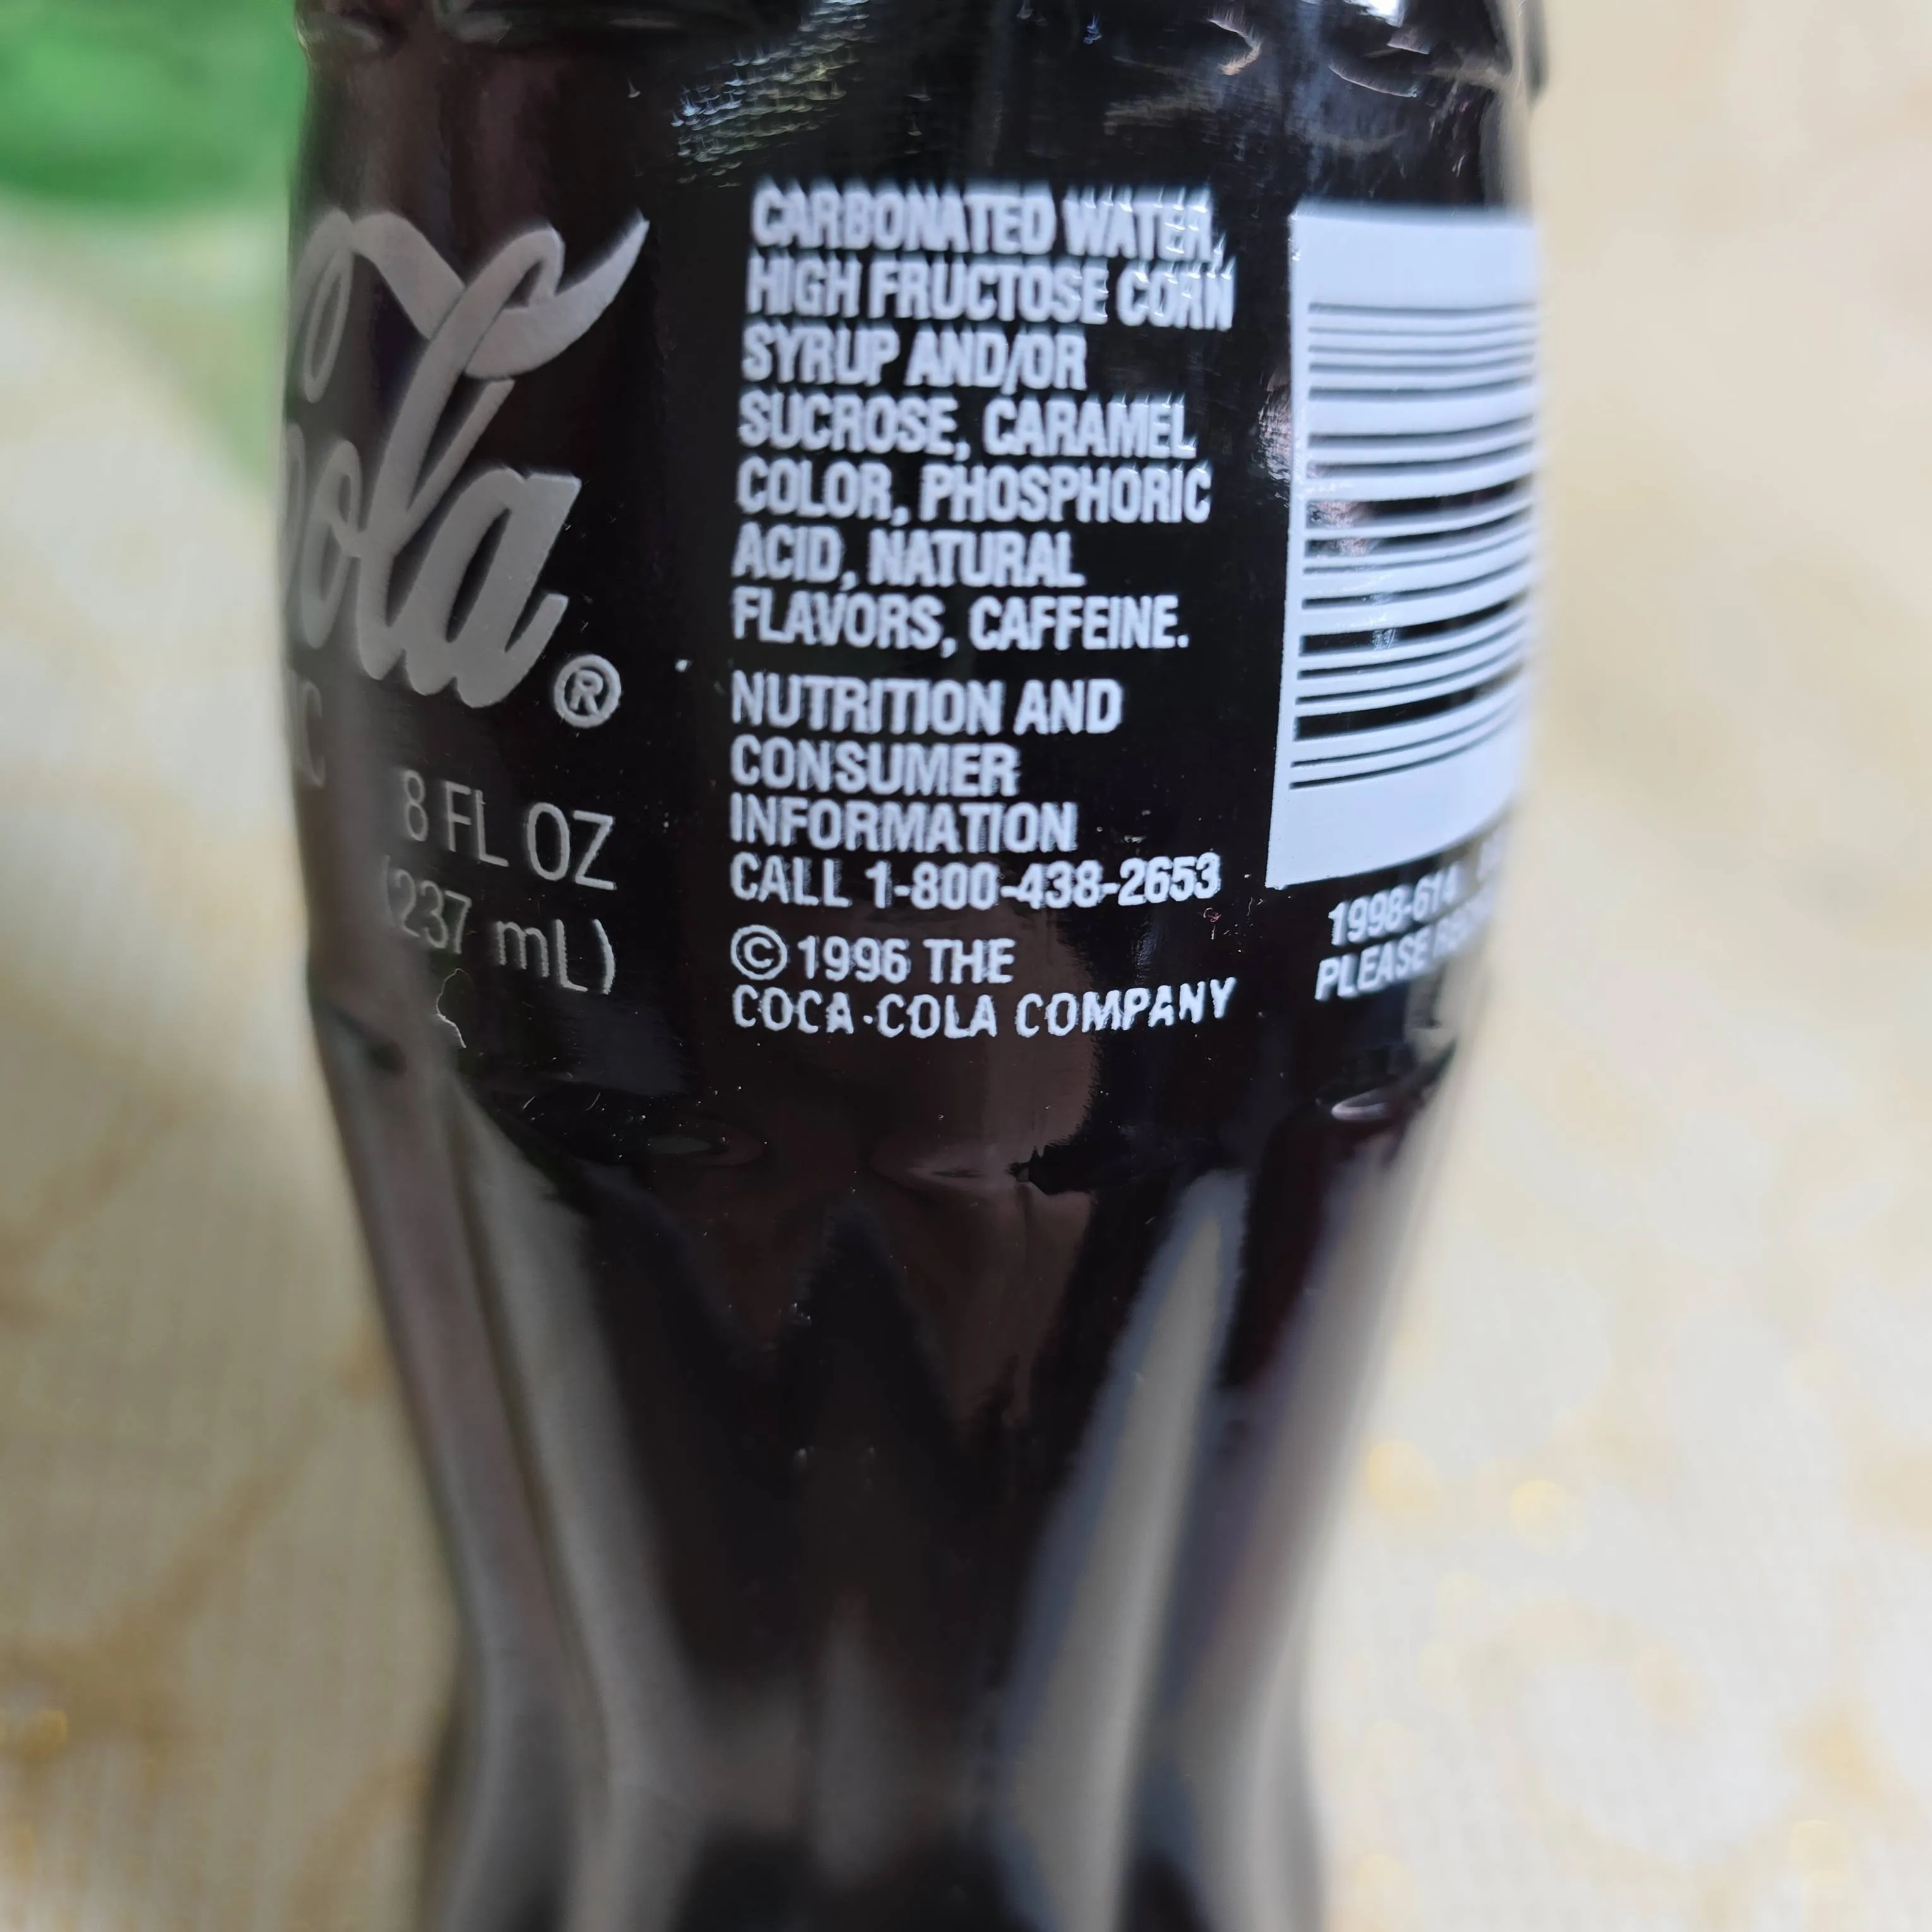 Cola ®
8 FL OZ
(237 mL)
CARBONATED WATER,
HIGH FRUCTOSE CORN
SYRUP AND/OR
SUCROSE, CARAMEL
COLOR, PHOSPHORIC
ACID, NATURAL
FLAVORS, CAFFEINE.
NUTRITION AND
CONSUMER
INFORMATION
CALL 1-800-438-2653
© 1996 THE
COCA-COLA COMPANY
PLEASE